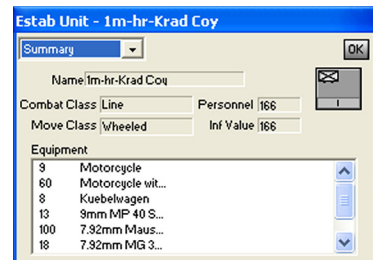 Estab Unit - 1m-hr-Krad Coy
Summary
OK
Name 1m-hr-Krad Coy
Combat Class Line Personnel 166
Move Class Wheeled Inf Value 166
Equipment
9 Motorcycle
60 Motorcycle wit...
8 Kuebelwagen
13 9mm MP 40 S...
100 7.92mm Maus...
18 7.92mm MG 3...